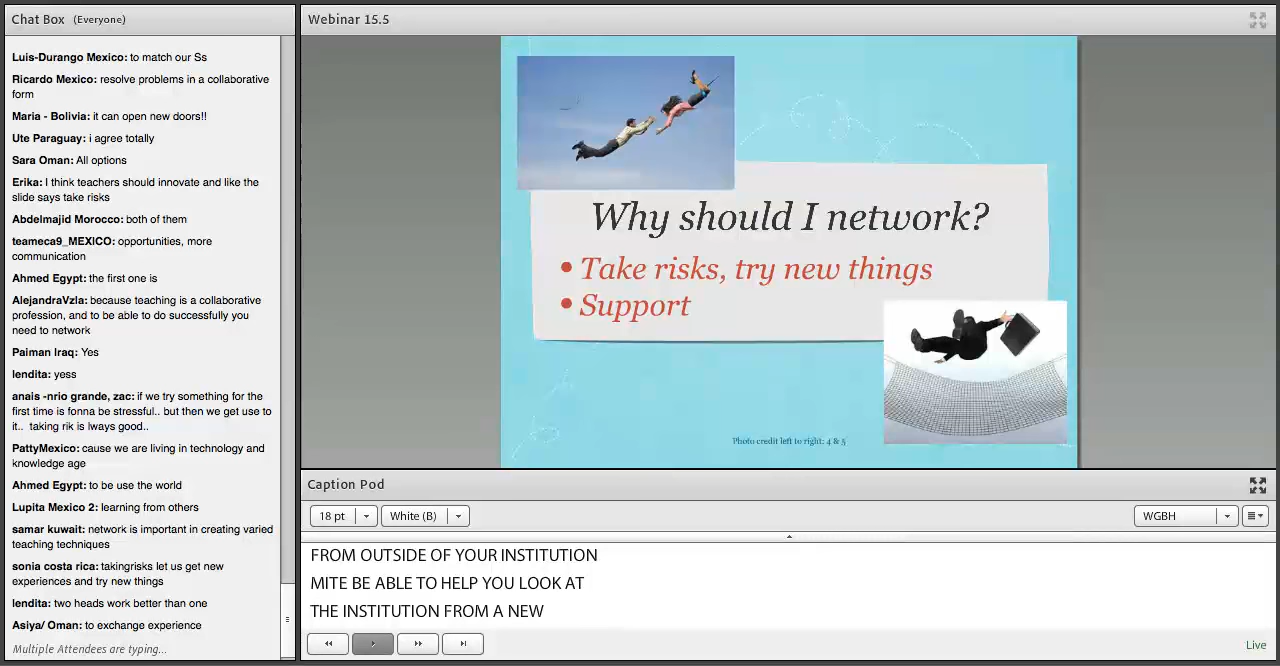 Chat Box (Everyone)
Luis-Durango Mexico: to match our Ss
Ricardo Mexico: resolve problems in a collaborative
form
Maria - Bolivia: it can open new doors!!
Ute Paraguay: i agree totally
Sara Oman: All options
Erika: I think teachers should innovate and like the
slide says take risks
Abdelmajid Morocco: both of them
teameca9_MEXICO: opportunities, more
communication
Ahmed Egypt: the first one is
AlejandraVzla: because teaching is a collaborative
profession, and to be able to do successfully you
need to network
Paiman Iraq: Yes
lendita: yess
anais -nrio grande, zac: if we try something for the
first time is fonna be stressful.. but then we get use to
it.. taking rik is lways good..
PattyMexico: cause we are living in technology and
knowledge age
Ahmed Egypt: to be use the world
Lupita Mexico 2: learning from others
samar kuwait: network is important in creating varied
teaching techniques
sonia costa rica: takingrisks let us get new
experiences and try new things
lendita: two heads work better than one
Asiya/ Oman: to exchange experience
Multiple Attendees are typing...
Webinar 15.5
Why should I network?
• Take risks, try new things
• Support
Photo credit left to right: 4 & 5
Caption Pod
18 pt White (B) WGBH
FROM OUTSIDE OF YOUR INSTITUTION
MITE BE ABLE TO HELP YOU LOOK AT
THE INSTITUTION FROM A NEW
Live